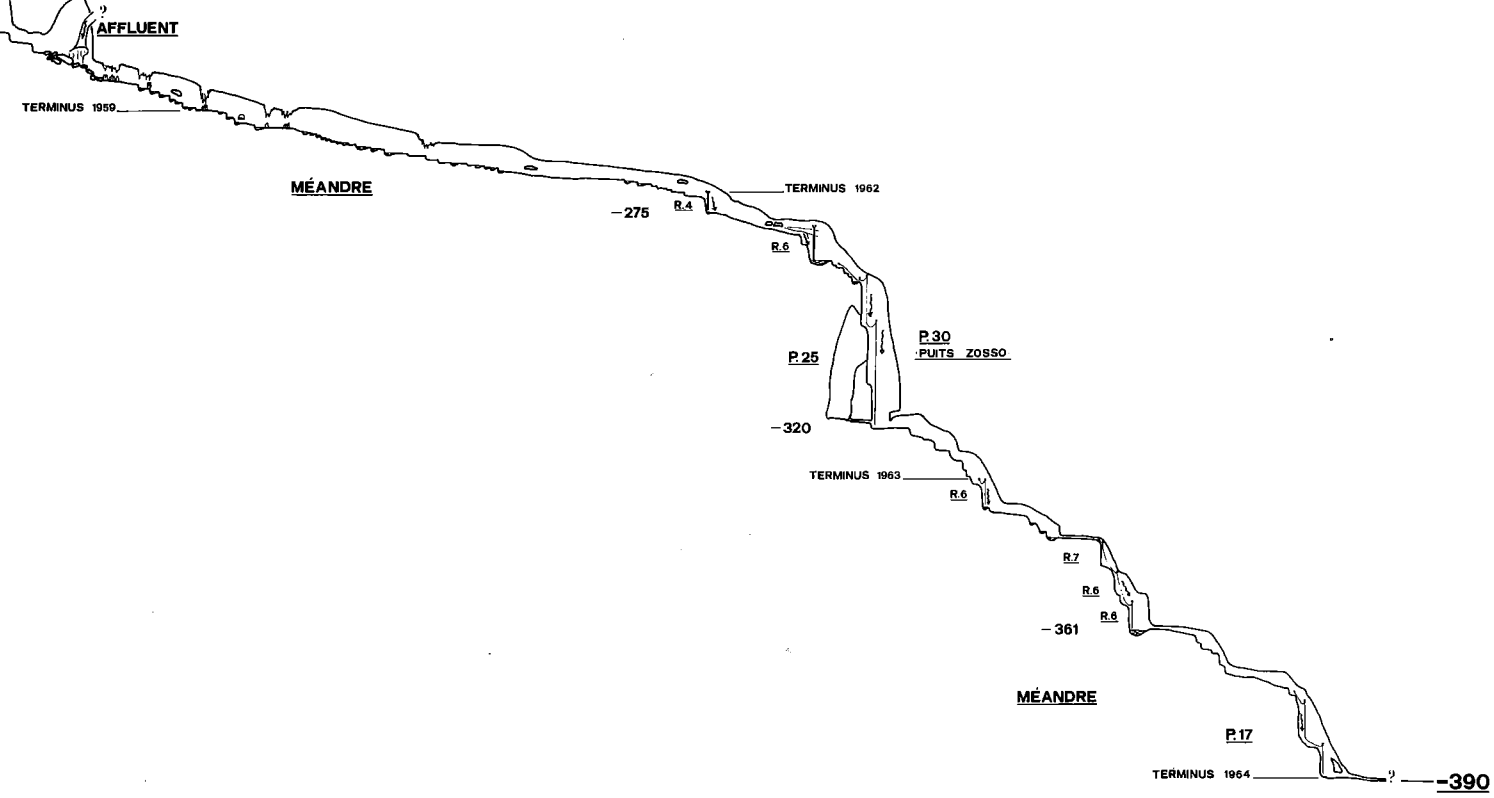 ?
AFFLUENT
TERMINUS 1959
MÉANDRE
TERMINUS 1962
R.4
-275
R.6
P.30
PUITS ZOSSO
P.25
-320
TERMINUS 1963
R.6
R.7
R.6
R.6
-361
MÉANDRE
P.17
TERMINUS 1964
? -390